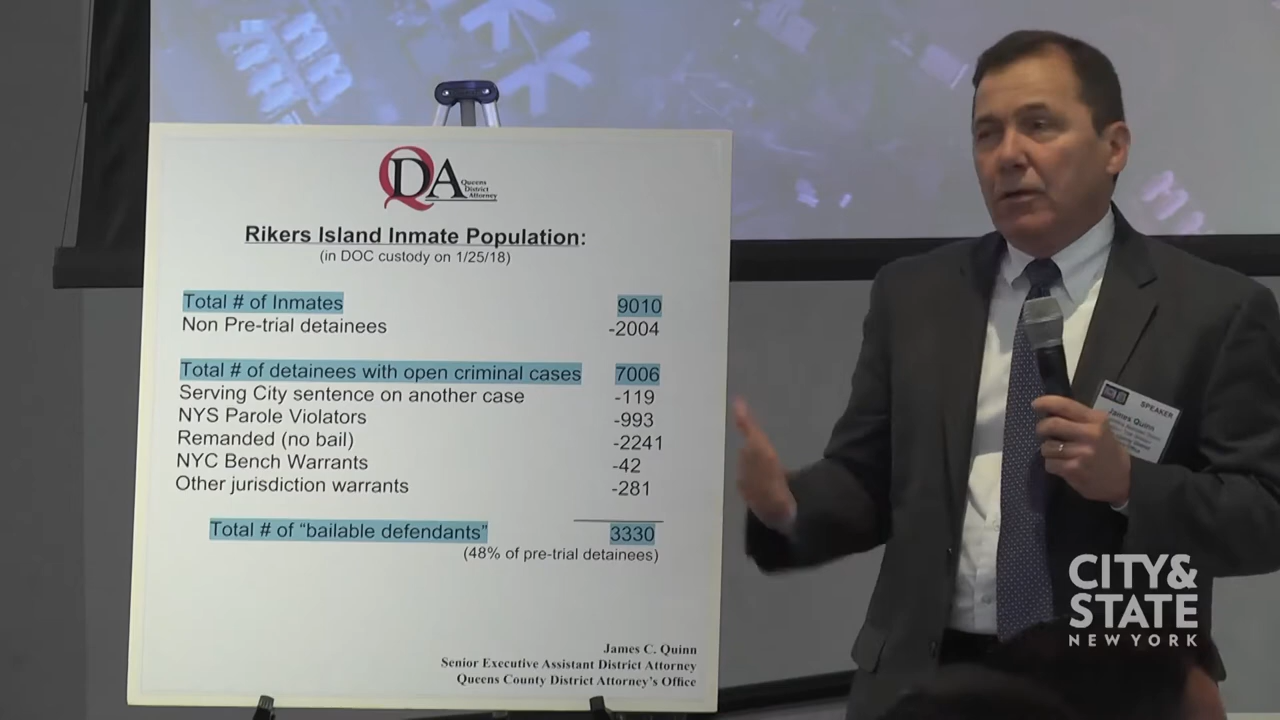 QDA
Queens
District
Attorney
Rikers Island Inmate Population:
(in DOC custody on 1/25/18)
Total # of Inmates 9010
Non Pre-trial detainees -2004
Total # of detainees with open criminal cases 7006
Serving City sentence on another case -119
NYS Parole Violators -993
Remanded (no bail) -2241
NYC Bench Warrants -42
Other jurisdiction warrants -281
Total # of “bailable defendants” 3330
(48% of pre-trial detainees)
James C. Quinn
Senior Executive Assistant District Attorney
Queens County District Attorney's Office
SPEAKER
James Quinn
CITY&
STATE
NEW YORK